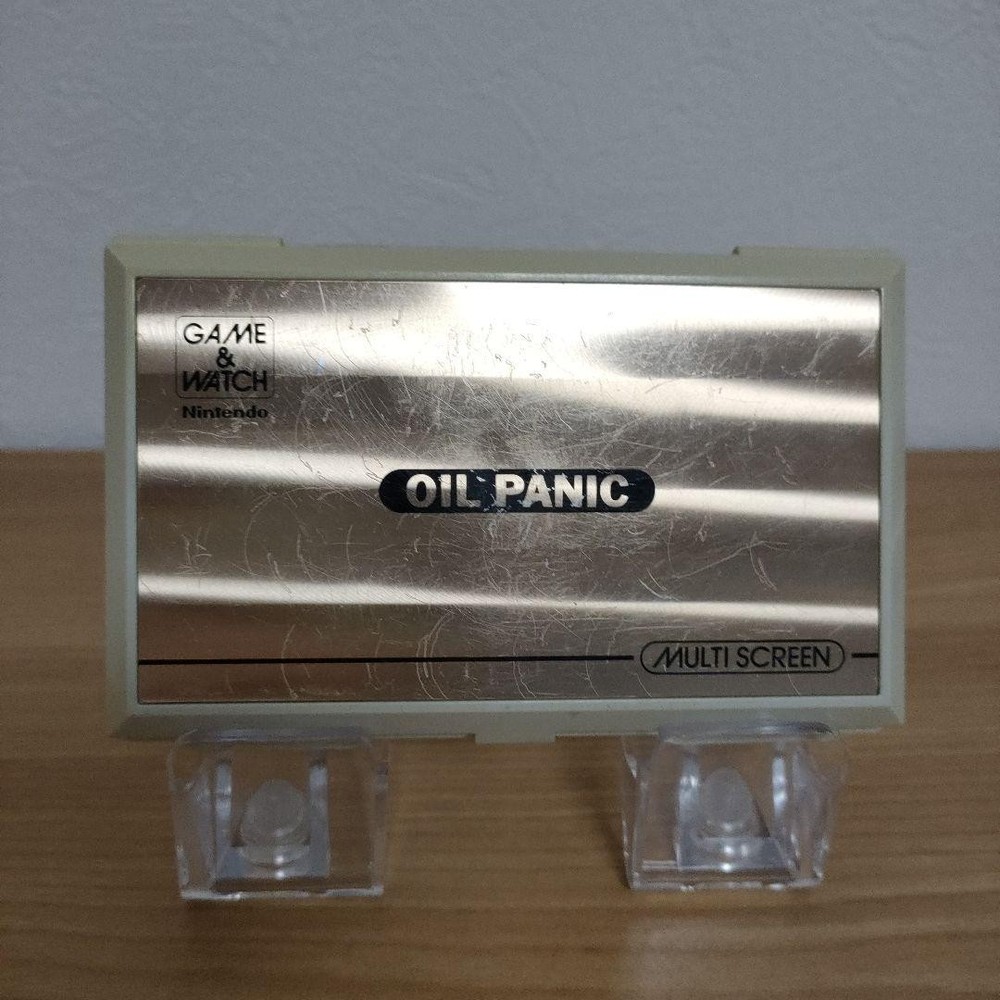 GAME
&
WATCH
Nintendo
OIL PANIC
MULTI SCREEN